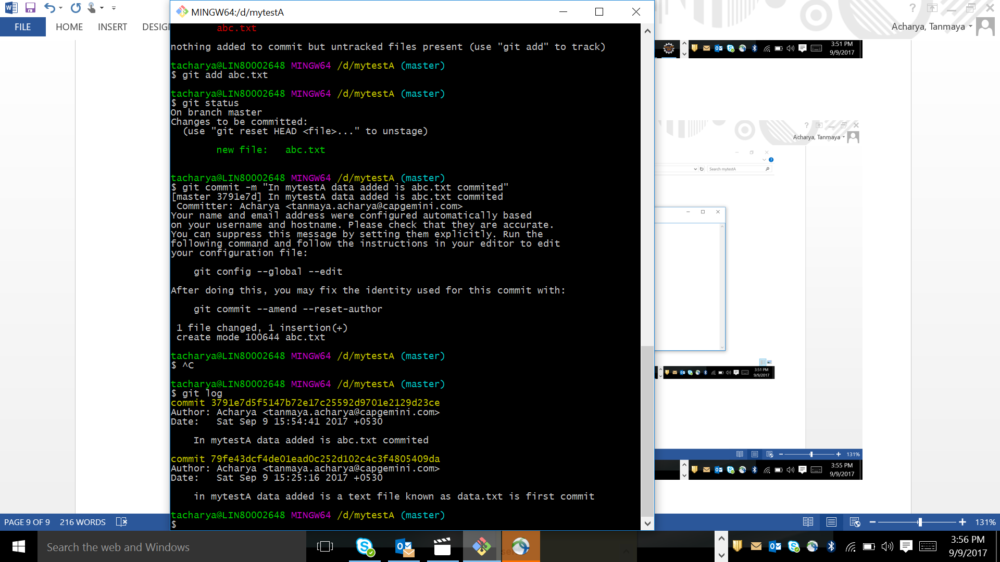 MINGW64:/d/mytestA
FILE HOME INSERT DESIG
Acharya, Tanmaya
abc.txt
nothing added to commit but untracked files present (use "git add" to track)
tacharya@LIN80002648 MINGW64 /d/mytestA (master)
$ git add abc.txt
tacharya@LIN80002648 MINGW64 /d/mytestA (master)
$ git status
On branch master
Changes to be committed:
(use "git reset HEAD <file>..." to unstage)
new file: abc.txt
tacharya@LIN80002648 MINGW64 /d/mytestA (master)
$ git commit -m "In mytestA data added is abc.txt commited"
[master 3791e7d] In mytestA data added is abc.txt commited
Committer: Acharya <tanmaya.acharya@capgemini.com>
Your name and email address were configured automatically based
on your username and hostname. Please check that they are accurate.
You can suppress this message by setting them explicitly. Run the
following command and follow the instructions in your editor to edit
your configuration file:
git config --global --edit
After doing this, you may fix the identity used for this commit with:
git commit --amend --reset-author
1 file changed, 1 insertion(+)
create mode 100644 abc.txt
tacharya@LIN80002648 MINGW64 /d/mytestA (master)
$ ^C
tacharya@LIN80002648 MINGW64 /d/mytestA (master)
$ git log
commit 3791e7d5f5147b72e17c25592d9701e2129d23ce
Author: Acharya <tanmaya.acharya@capgemini.com>
Date: Sat Sep 9 15:54:41 2017 +0530
In mytestA data added is abc.txt commited
commit 79fe43dcf4de01ead0c252d102c4c3f4805409da
Author: Acharya <tanmaya.acharya@capgemini.com>
Date: Sat Sep 9 15:25:16 2017 +0530
in mytestA data added is a text file known as data.txt is first commit
tacharya@LIN80002648 MINGW64 /d/mytestA (master)
$
3:51 PM
9/9/2017
Acharya, Tanmaya
Search mytestA
3:51 PM
9/9/2017
131%
3:55 PM
9/9/2017
PAGE 9 OF 9 216 WORDS
131%
Search the web and Windows
3:56 PM
9/9/2017